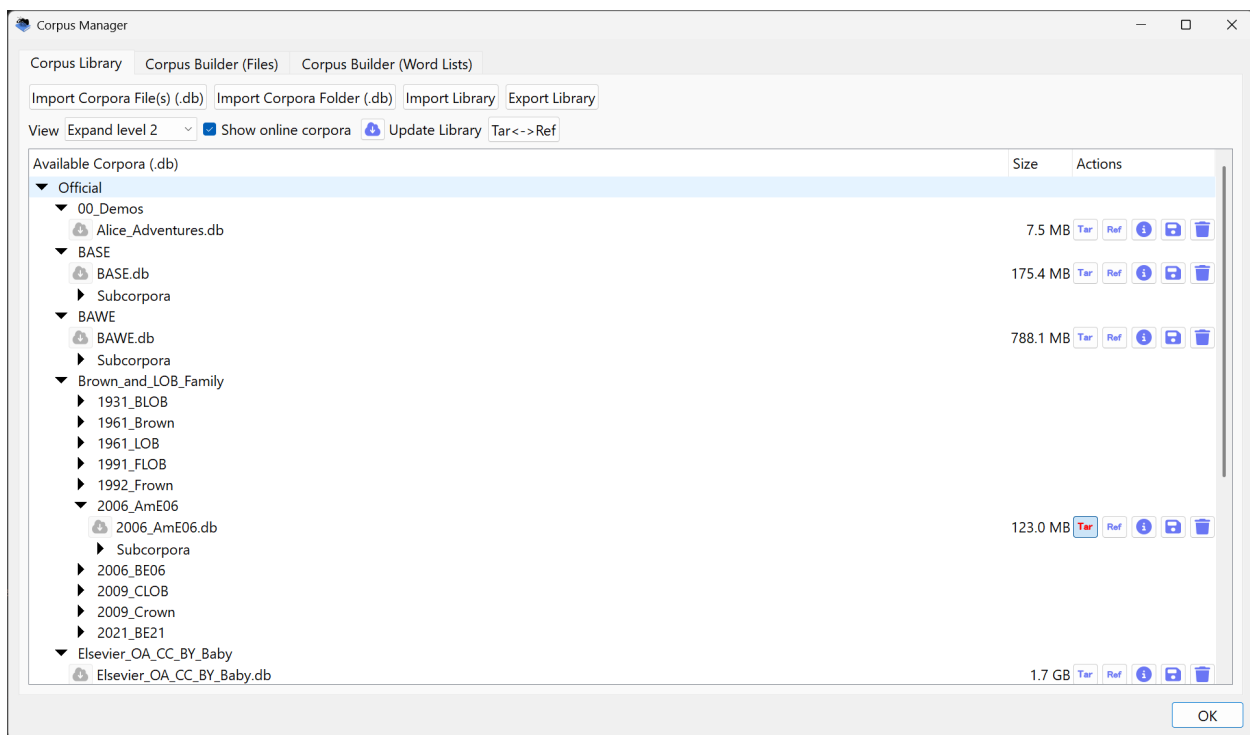 Corpus Manager
Corpus Library Corpus Builder (Files) Corpus Builder (Word Lists)
Import Corpora File(s) (.db) Import Corpora Folder (.db) Import Library Export Library
View Expand level 2 Show online corpora Update Library Tar<->Ref
Available Corpora (.db) Size Actions
Official
00_Demos
Alice_Adventures.db 7.5 MB Tar Ref
BASE
BASE.db 175.4 MB Tar Ref
Subcorpora
BAWE
BAWE.db 788.1 MB Tar Ref
Subcorpora
Brown_and_LOB_Family
1931_BLOB
1961_Brown
1961_LOB
1991_FLOB
1992_Frown
2006_AmE06
2006_AmE06.db 123.0 MB Tar Ref
Subcorpora
2006_BE06
2009_CLOB
2009_Crown
2021_BE21
Elsevier_OA_CC_BY_Baby
Elsevier_OA_CC_BY_Baby.db 1.7 GB Tar Ref
OK